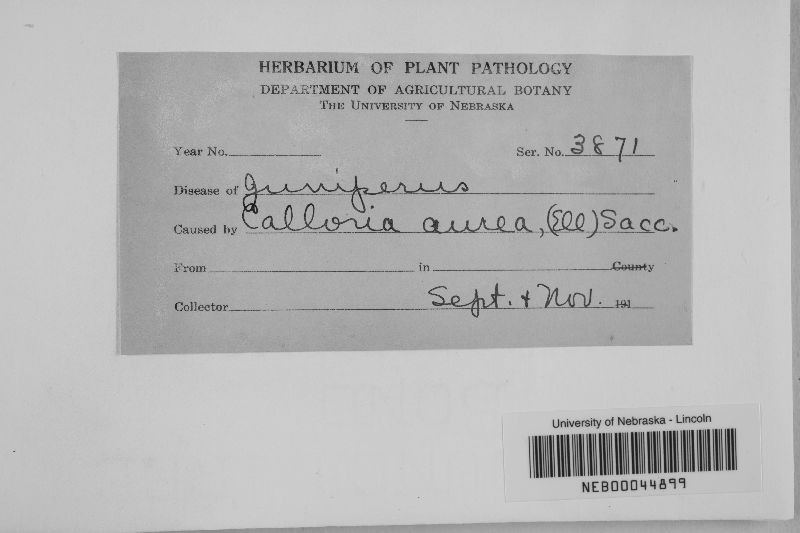 HERBARIUM OF PLANT PATHOLOGY
DEPARTMENT OF AGRICULTURAL BOTANY
THE UNIVERSITY OF NEBRASKA
Year No. Ser. No. 3871
Disease of Juniperus
Caused by Calloria aurea, (Ell) Sacc.
From in County
Collector Sept. & Nov. 191
University of Nebraska - Lincoln
NEB00044899